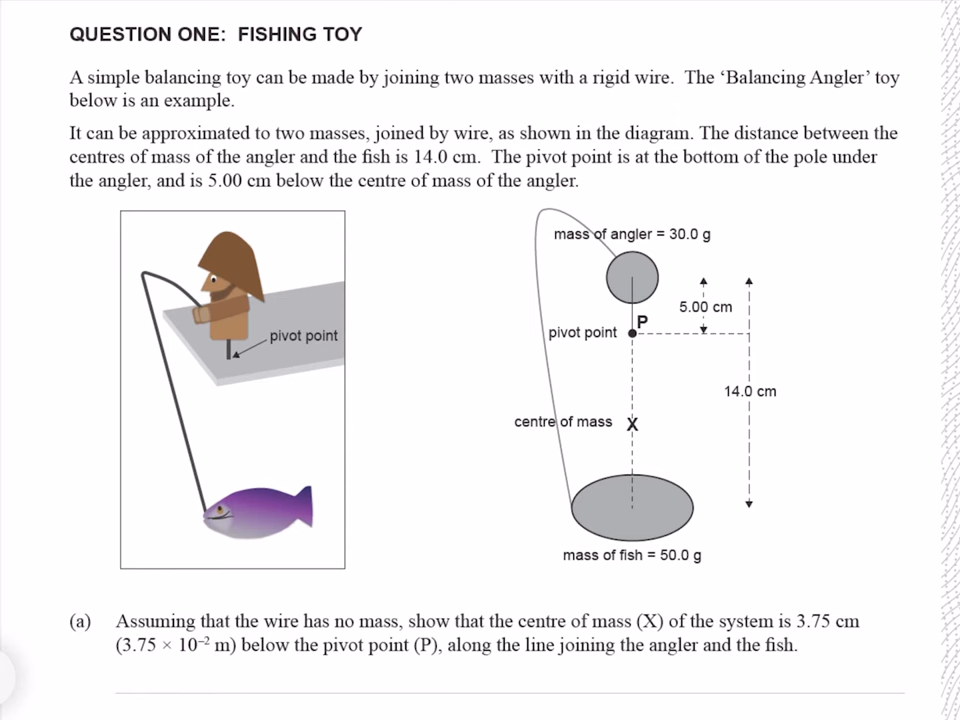 QUESTION ONE: FISHING TOY
A simple balancing toy can be made by joining two masses with a rigid wire. The ‘Balancing Angler’ toy
below is an example.
It can be approximated to two masses, joined by wire, as shown in the diagram. The distance between the
centres of mass of the angler and the fish is 14.0 cm. The pivot point is at the bottom of the pole under
the angler, and is 5.00 cm below the centre of mass of the angler.
pivot point
mass of angler = 30.0 g
5.00 cm
P
pivot point
14.0 cm
centre of mass X
mass of fish = 50.0 g
(a) Assuming that the wire has no mass, show that the centre of mass (X) of the system is 3.75 cm
(3.75 × 10⁻² m) below the pivot point (P), along the line joining the angler and the fish.